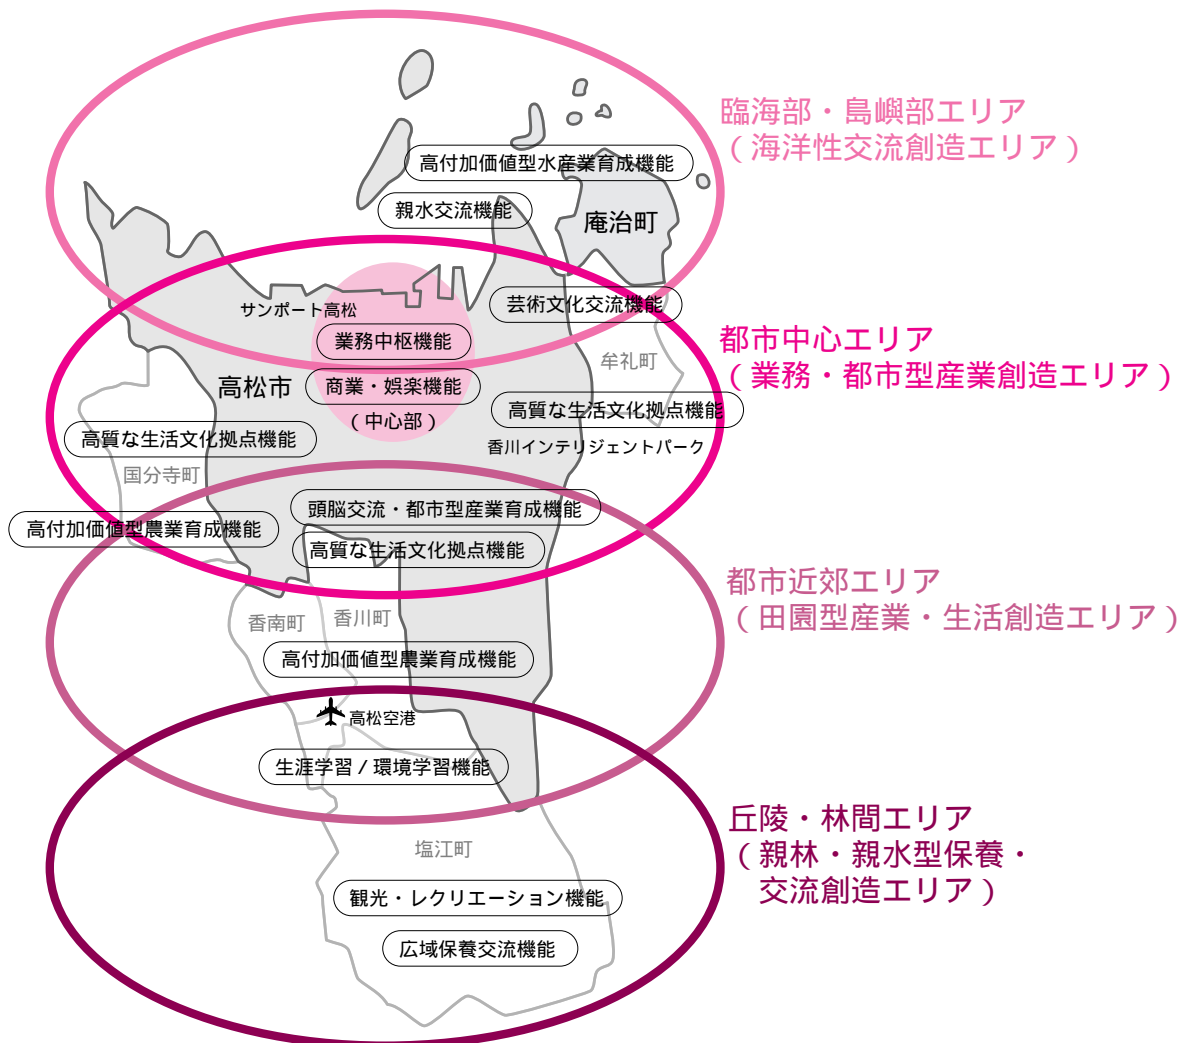 臨海部・島嶼部エリア
（海洋性交流創造エリア）
高付加価値型水産業育成機能
親水交流機能
庵治町
芸術文化交流機能
サンポート高松
業務中枢機能
都市中心エリア
（業務・都市型産業創造エリア）
牟礼町
高松市
商業・娯楽機能
（中心部）
高質な生活文化拠点機能
香川インテリジェントパーク
高質な生活文化拠点機能
国分寺町
頭脳交流・都市型産業育成機能
高付加価値型農業育成機能
高質な生活文化拠点機能
都市近郊エリア
（田園型産業・生活創造エリア）
香南町
香川町
高付加価値型農業育成機能
高松空港
生涯学習/環境学習機能
丘陵・林間エリア
（親林・親水型保養・
交流創造エリア）
塩江町
観光・レクリエーション機能
広域保養交流機能